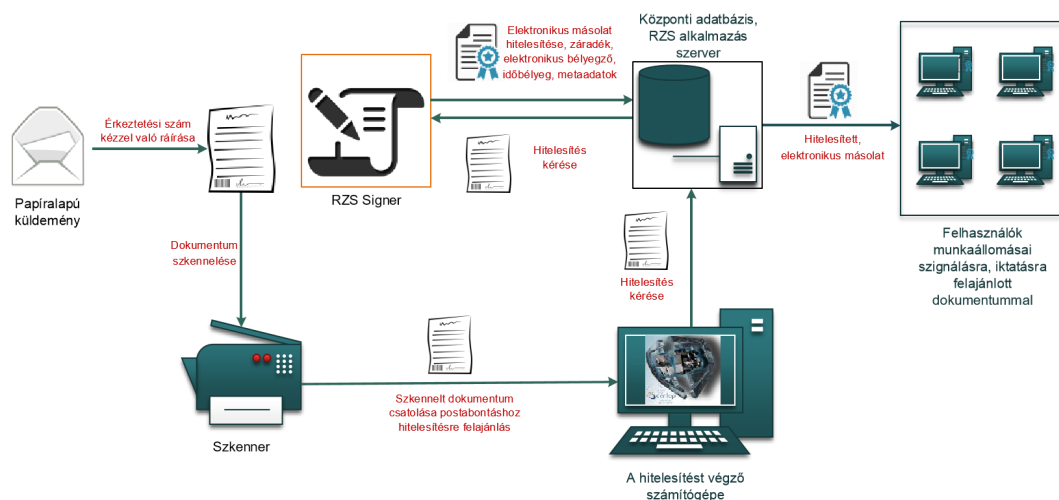 Elektronikus másolat
hitelesítése, záradék,
elektronikus bélyegző,
időbélyeg, metaadatok
Központi adatbázis,
RZS alkalmazás
szerver
Érkeztetési szám
kézzel való ráírása
Hitelesítés
kérése
Hitelesített,
elektronikus másolat
Papíralapú
küldemény
RZS Signer
Felhasználók
munkaállomásai
szignálásra, iktatásra
felajánlott
dokumentummal
Dokumentum
szkennelése
Hitelesítés
kérése
Szkennelt dokumentum
csatolása postabontáshoz
hitelesítésre felajánlás
Szkenner
A hitelesítést végző
számítógépe